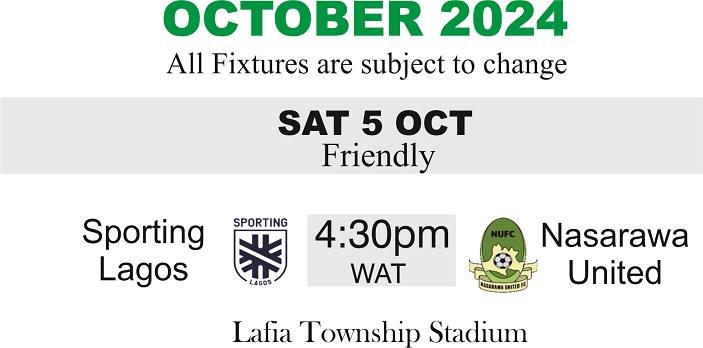 OCTOBER 2024
All Fixtures are subject to change
SAT 5 OCT
Friendly
Sporting
Lagos
SPORTING
LAGOS
4:30pm
WAT
NUFC
NASARAWA UNITED FC
Nasarawa
United
Lafia Township Stadium